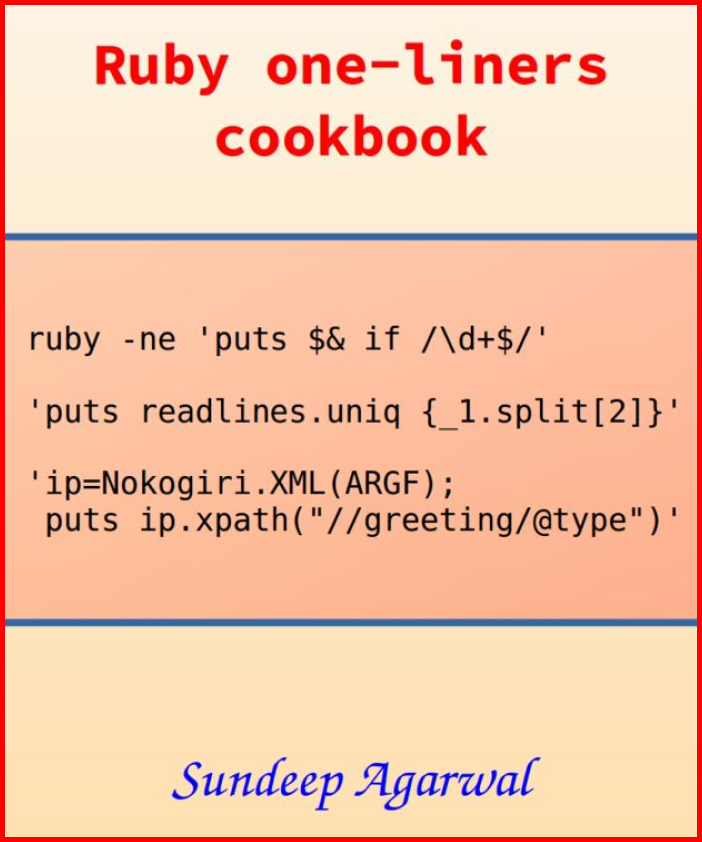 Ruby one-liners
cookbook
ruby -ne 'puts $& if /\d+$/'
'puts readlines.uniq {_1.split[2]}'
'ip=Nokogiri.XML(ARGF);
puts ip.xpath("//greeting/@type")'
Sundeep Agarwal